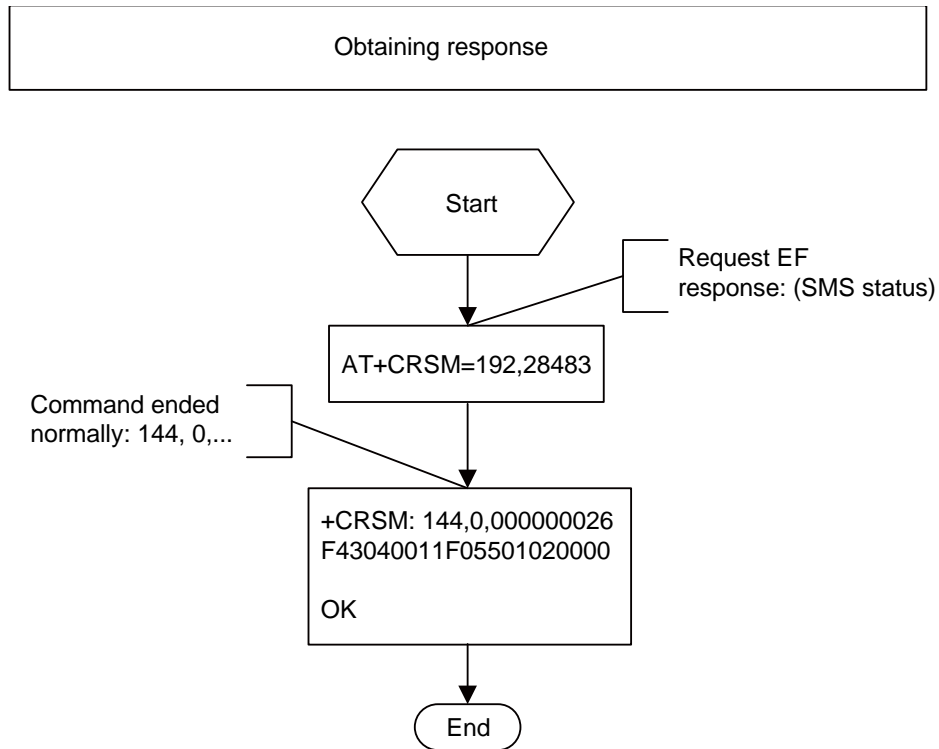 Obtaining response
Start
Request EF
response: (SMS status)
AT+CRSM=192,28483
Command ended
normally: 144, 0,...
+CRSM: 144,0,000000026
F43040011F05501020000
OK
End